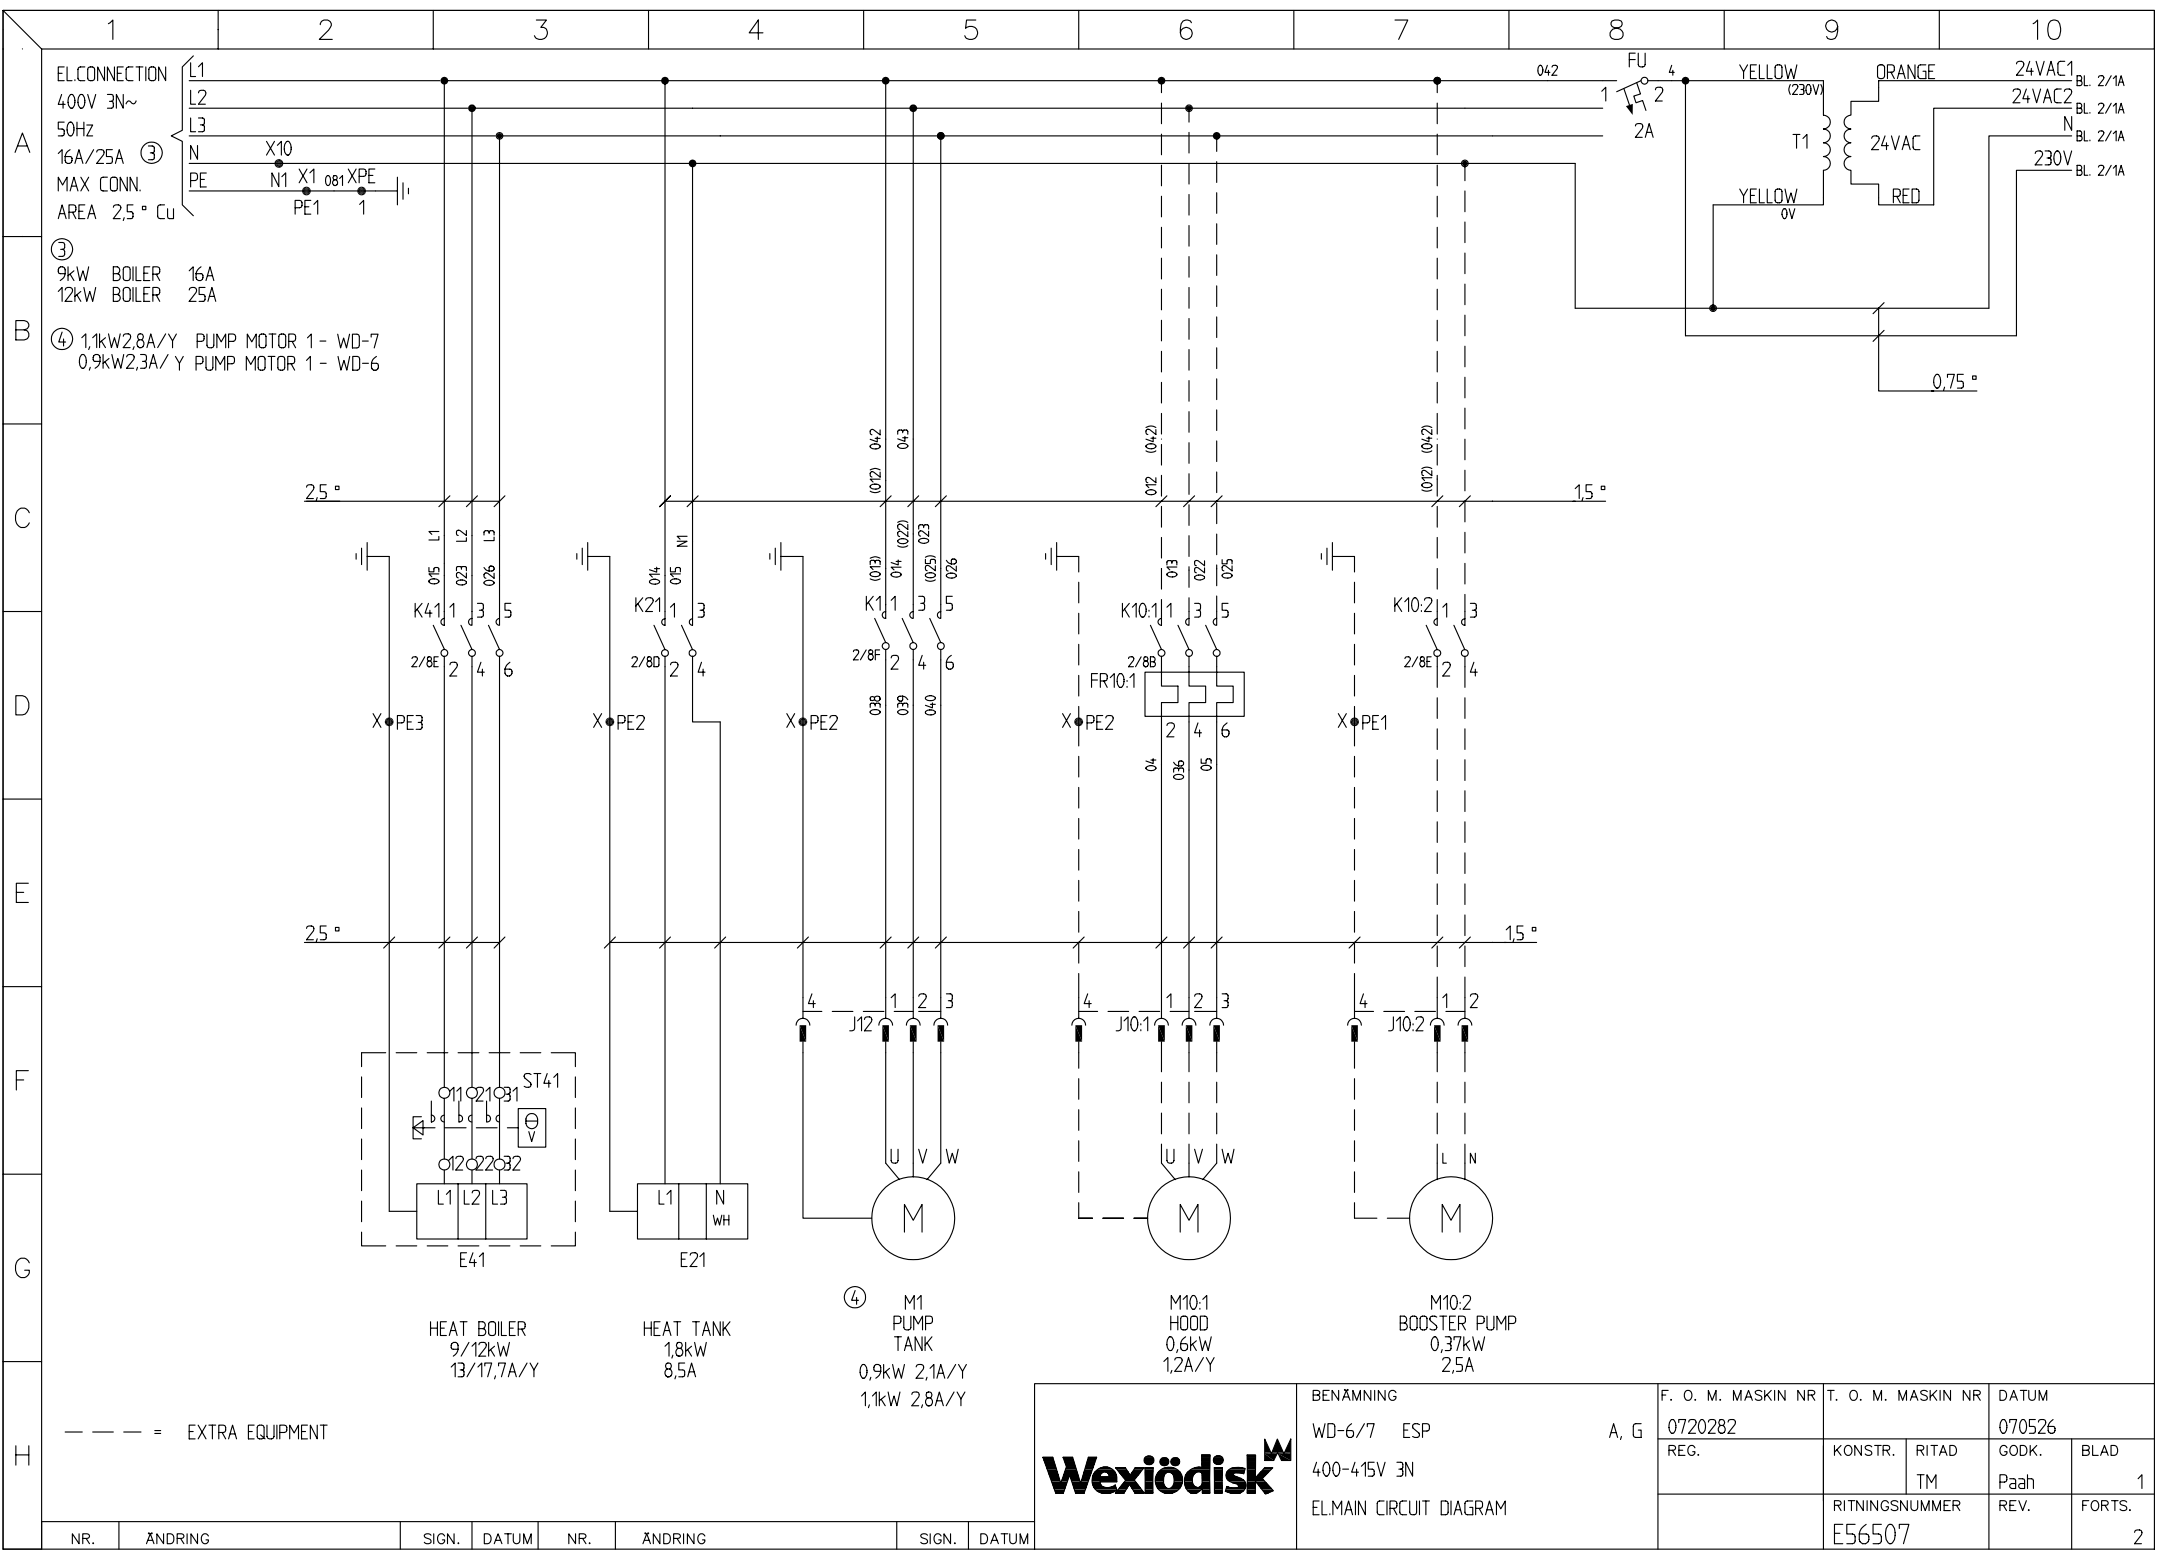 1 2 3 4 5 6 7 8 9 10
A
B
C
D
E
F
G
H
EL.CONNECTION
400V 3N~
50Hz
16A/25A ③
MAX CONN.
AREA 2,5 ▫ Cu
L1
L2
L3
N X10
PE N1 X1 081 XPE
PE1 1
③
9kW BOILER 16A
12kW BOILER 25A
④ 1,1kW2,8A/Y PUMP MOTOR 1 - WD-7
0,9kW2,3A/ Y PUMP MOTOR 1 - WD-6
042 FU 4
1 2
2A
YELLOW
(230V)
T1
YELLOW
0V
ORANGE
24VAC
RED
24VAC1 BL. 2/1A
24VAC2 BL. 2/1A
N BL. 2/1A
230V BL. 2/1A
0,75 ▫
2,5 ▫
1,5 ▫
L1 L2 L3
015 023 026
K41 1 3 5
2/8E 2 4 6
X PE3
N1
014 015
K21 1 3
2/8D 2 4
X PE2
042 043
(012)
(022) 023
(013) 014 (025) 026
K1 1 3 5
2/8F 2 4 6
038 039 040
X PE2
(042)
012
013 022 025
K10:1 1 3 5
2/8B
FR10:1
2 4 6
04 036 05
X PE2
(042)
(012)
K10:2 1 3
2/8E 2 4
X PE1
2,5 ▫
1,5 ▫
4 J12 1 2 3
4 J10:1 1 2 3
4 J10:2 1 2
ST41
11 21 31
V
12 22 32
L1 L2 L3
E41
L1 N
WH
E21
U V W
M
U V W
M
L N
M
HEAT BOILER
9/12kW
13/17,7A/Y
HEAT TANK
1,8kW
8,5A
④ M1
PUMP
TANK
0,9kW 2,1A/Y
1,1kW 2,8A/Y
M10:1
HOOD
0,6kW
1,2A/Y
M10:2
BOOSTER PUMP
0,37kW
2,5A
= EXTRA EQUIPMENT
Wexiödisk
BENÄMNING
WD-6/7 ESP A, G
400-415V 3N
EL.MAIN CIRCUIT DIAGRAM
F. O. M. MASKIN NR T. O. M. MASKIN NR DATUM
0720282 070526
REG. KONSTR. RITAD GODK. BLAD
TM Paah 1
RITNINGSNUMMER REV. FORTS.
E56507 2
NR. ÄNDRING SIGN. DATUM NR. ÄNDRING SIGN. DATUM